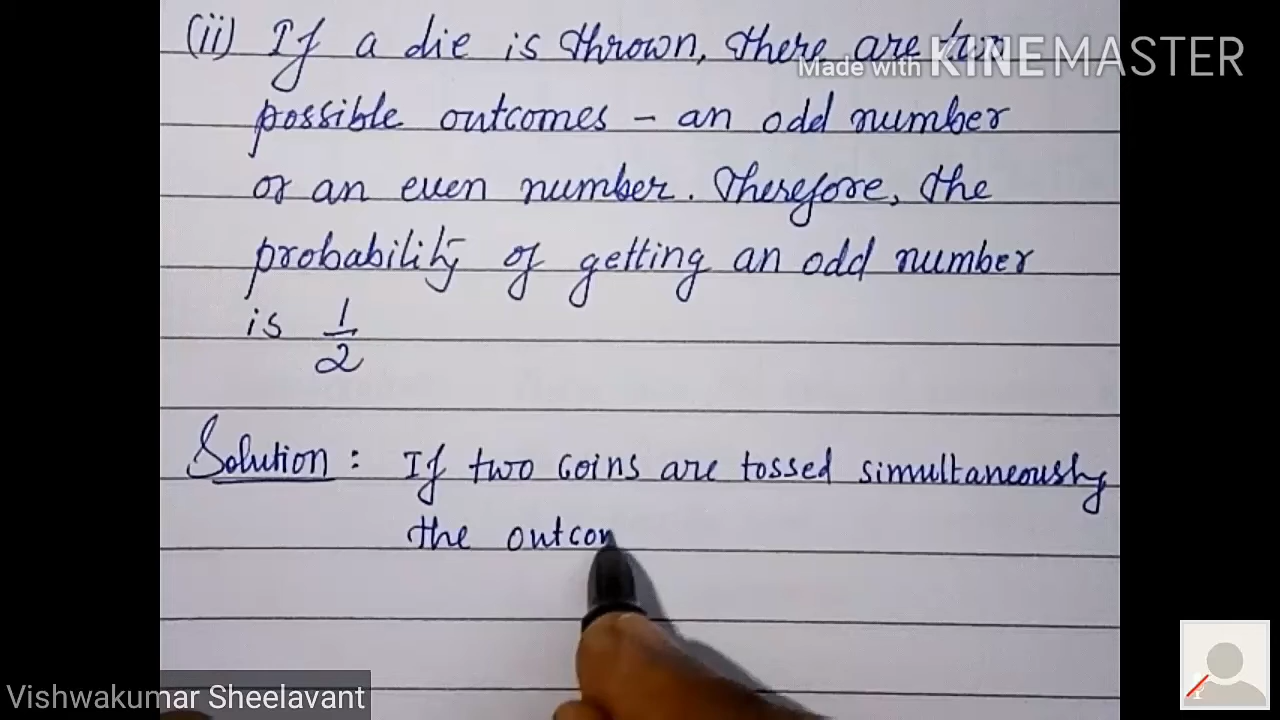 (ii) If a die is thrown, there are two
Made with KINEMASTER
possible outcomes - an odd number
or an even number. Therefore, the
probability of getting an odd number
is 1/2
Solution : If two coins are tossed simultaneously
the outcom
Vishwakumar Sheelavant